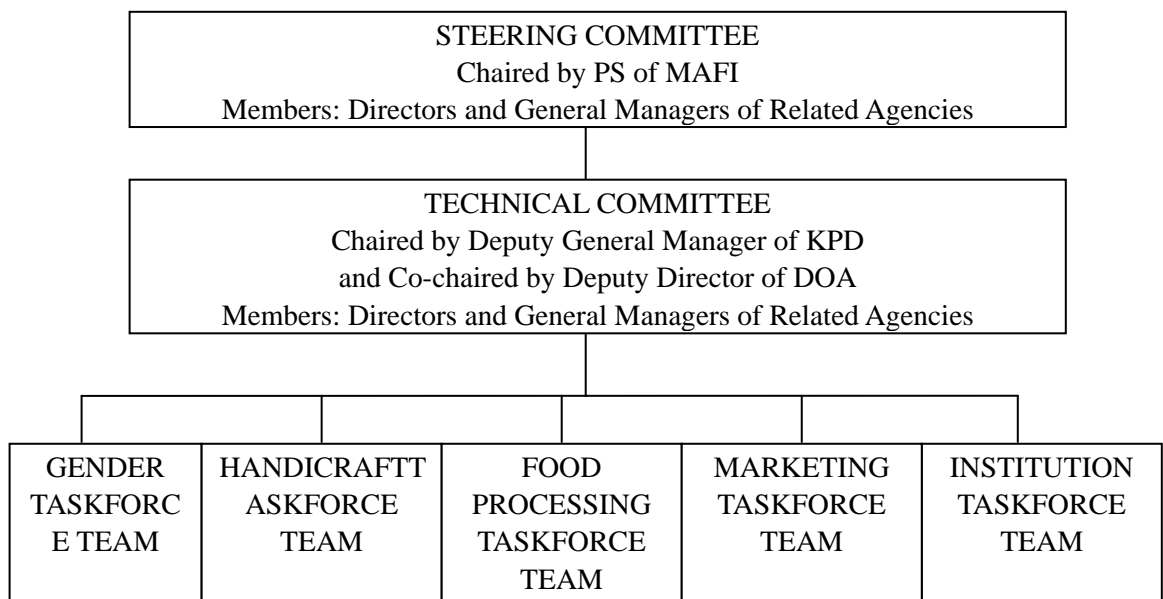 STEERING COMMITTEE
Chaired by PS of MAFI
Members: Directors and General Managers of Related Agencies
TECHNICAL COMMITTEE
Chaired by Deputy General Manager of KPD
and Co-chaired by Deputy Director of DOA
Members: Directors and General Managers of Related Agencies
GENDER
TASKFORC
E TEAM
HANDICRAFTT
ASKFORCE
TEAM
FOOD
PROCESSING
TASKFORCE
TEAM
MARKETING
TASKFORCE
TEAM
INSTITUTION
TASKFORCE
TEAM